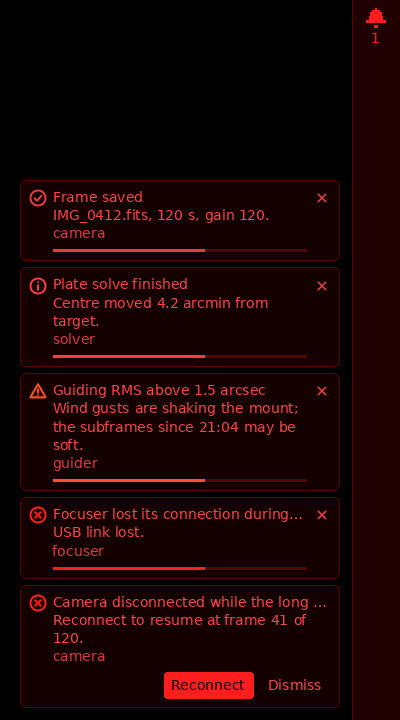 1
Frame saved
IMG_0412.fits, 120 s, gain 120.
camera
Plate solve finished
Centre moved 4.2 arcmin from
target.
solver
Guiding RMS above 1.5 arcsec
Wind gusts are shaking the mount;
the subframes since 21:04 may be
soft.
guider
Focuser lost its connection during…
USB link lost.
focuser
Camera disconnected while the long …
Reconnect to resume at frame 41 of
120.
camera
Reconnect Dismiss